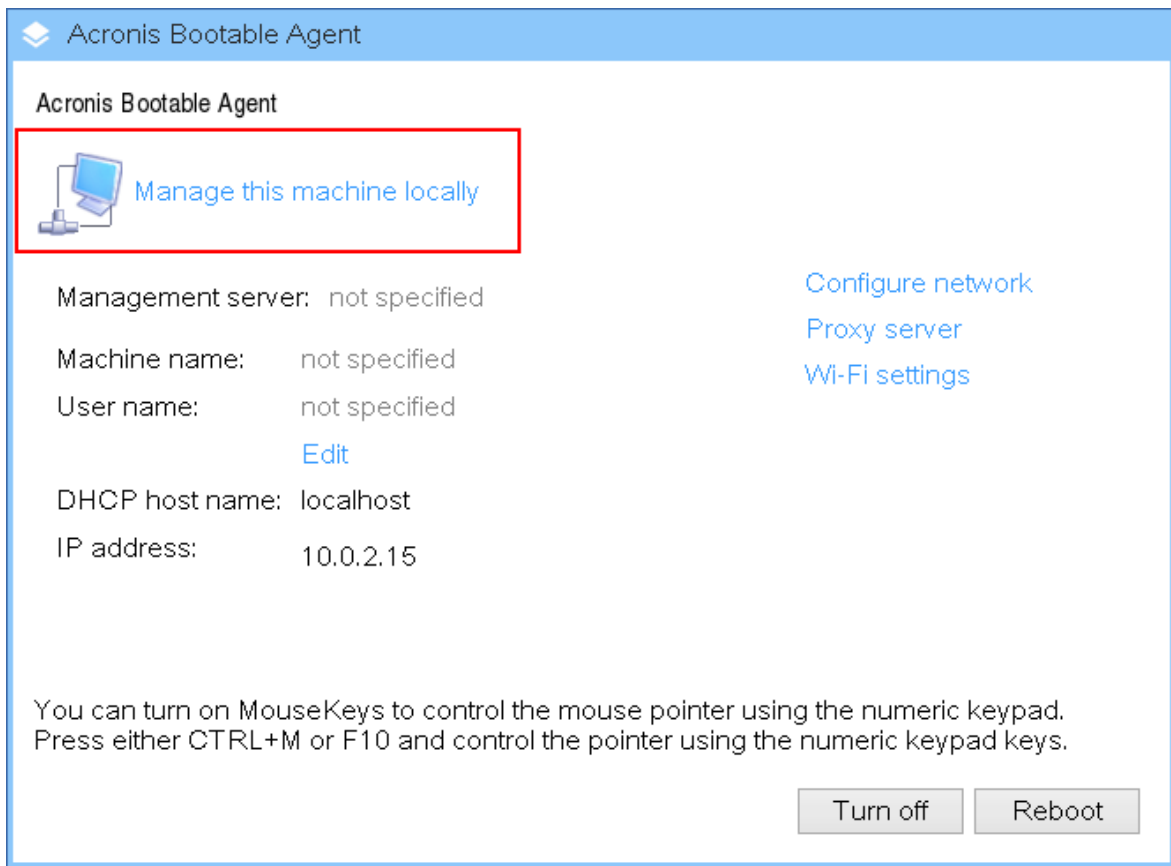 Acronis Bootable Agent
Acronis Bootable Agent
Manage this machine locally
Management server: not specified
Machine name: not specified
User name: not specified
Edit
DHCP host name: localhost
IP address: 10.0.2.15
Configure network
Proxy server
Wi-Fi settings
You can turn on MouseKeys to control the mouse pointer using the numeric keypad.
Press either CTRL+M or F10 and control the pointer using the numeric keypad keys.
Turn off Reboot